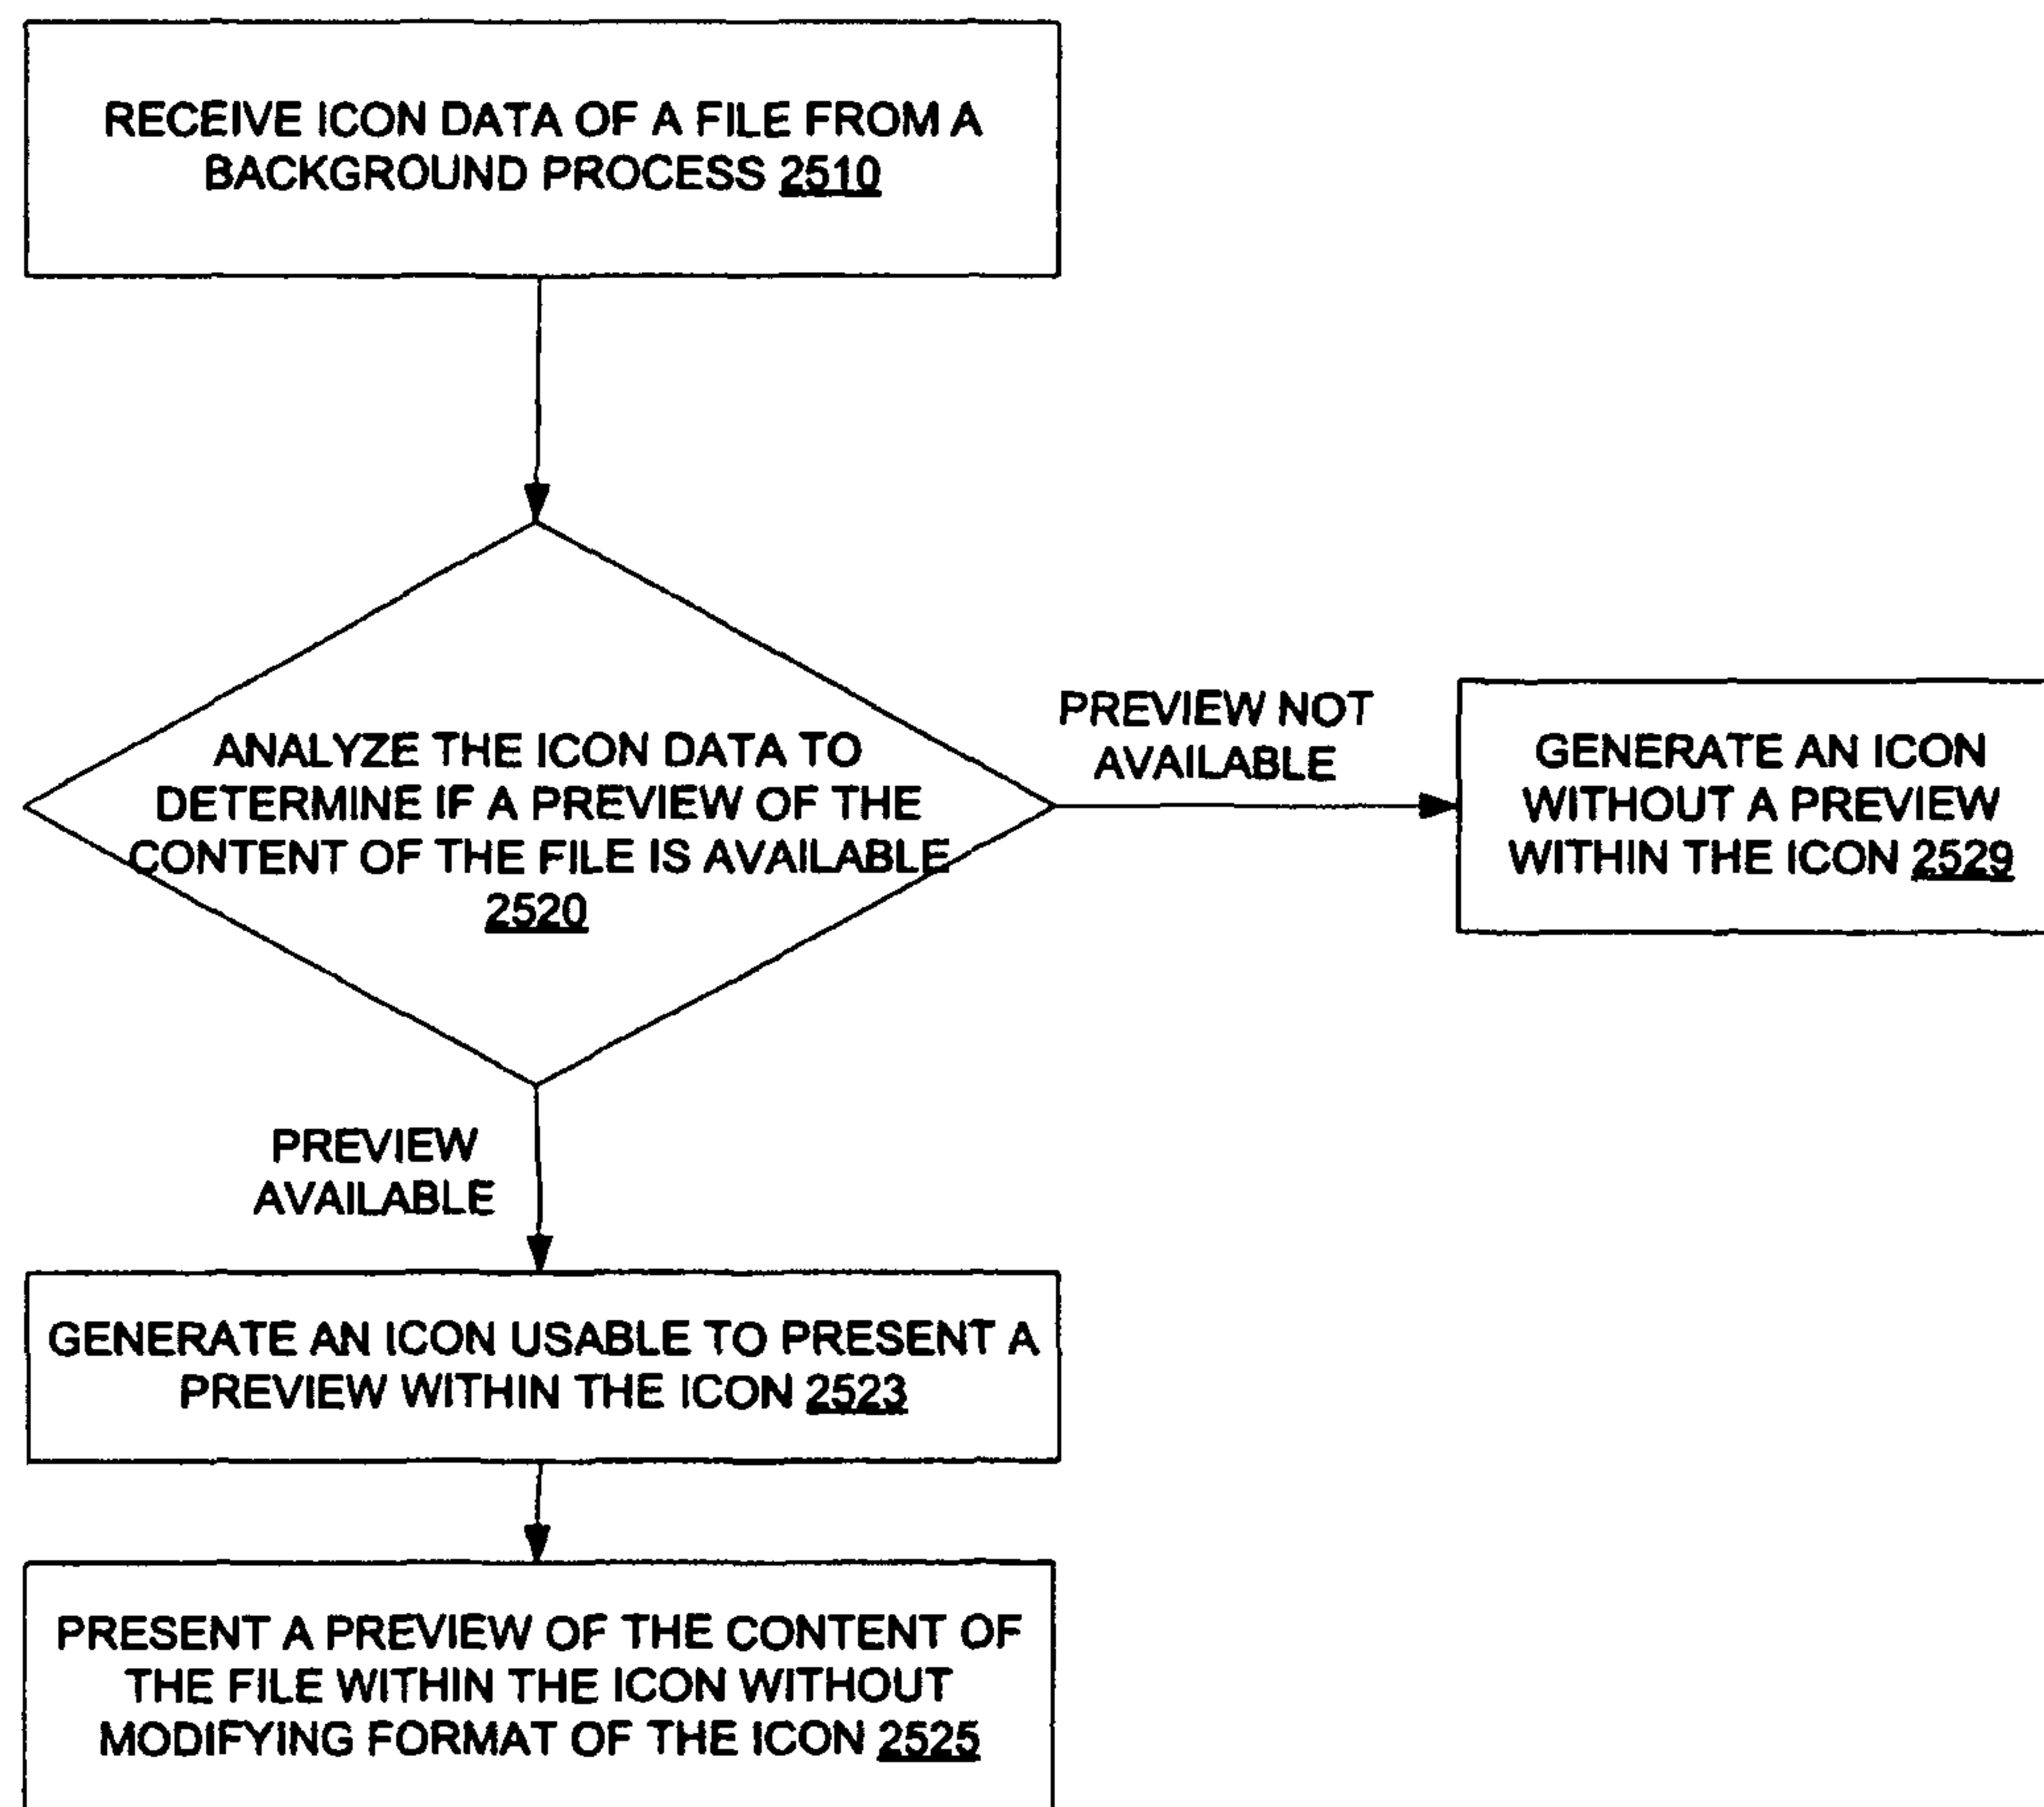 RECEIVE ICON DATA OF A FILE FROM A
BACKGROUND PROCESS 2510
ANALYZE THE ICON DATA TO
DETERMINE IF A PREVIEW OF THE
CONTENT OF THE FILE IS AVAILABLE
2520
PREVIEW NOT
AVAILABLE
GENERATE AN ICON
WITHOUT A PREVIEW
WITHIN THE ICON 2529
PREVIEW
AVAILABLE
GENERATE AN ICON USABLE TO PRESENT A
PREVIEW WITHIN THE ICON 2523
PRESENT A PREVIEW OF THE CONTENT OF
THE FILE WITHIN THE ICON WITHOUT
MODIFYING FORMAT OF THE ICON 2525